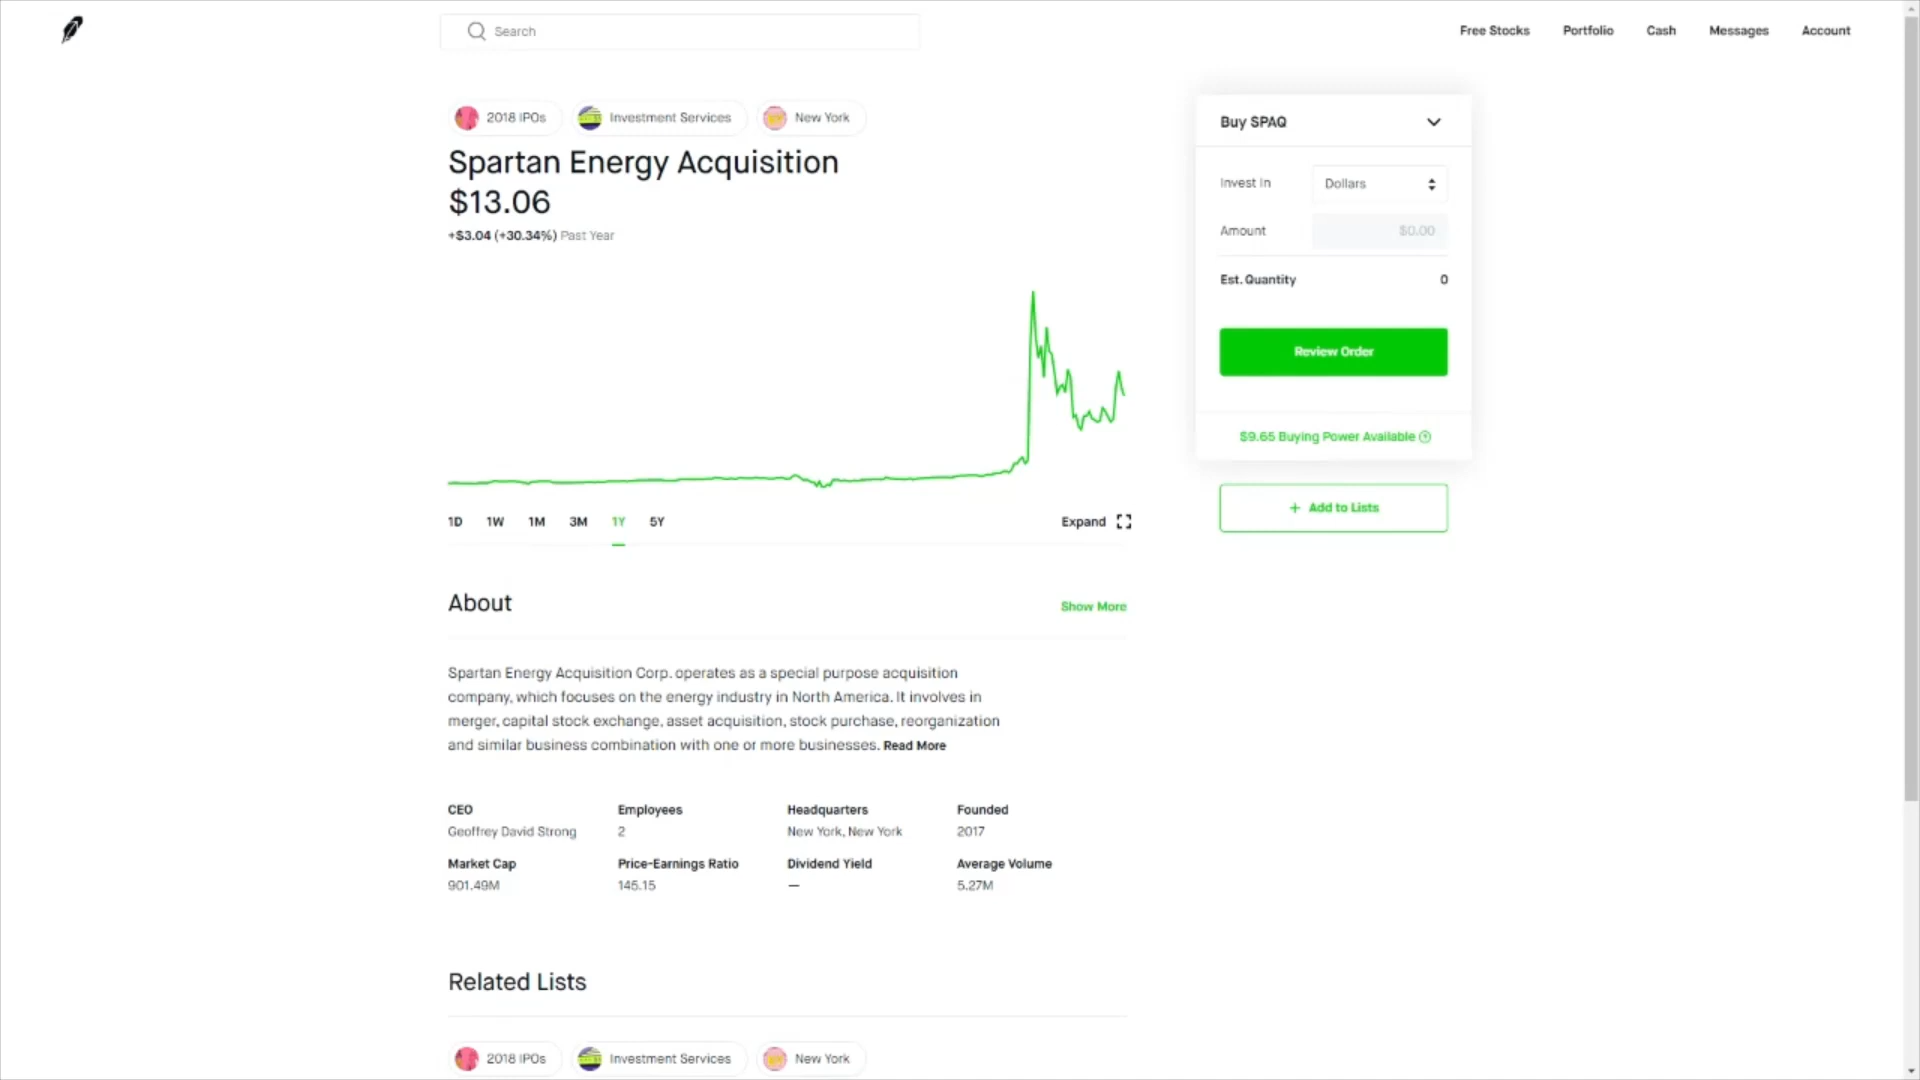 Search
Free Stocks Portfolio Cash Messages Account
2018 IPOs Investment Services New York
Spartan Energy Acquisition
$13.06
+$3.04 (+30.34%) Past Year
1D 1W 1M 3M 1Y 5Y Expand
Buy SPAQ
Invest In Dollars
Amount $0.00
Est. Quantity 0
Review Order
$9.65 Buying Power Available
+ Add to Lists
About Show More
Spartan Energy Acquisition Corp. operates as a special purpose acquisition
company, which focuses on the energy industry in North America. It involves in
merger, capital stock exchange, asset acquisition, stock purchase, reorganization
and similar business combination with one or more businesses. Read More
CEO Employees Headquarters Founded
Geoffrey David Strong 2 New York, New York 2017
Market Cap Price-Earnings Ratio Dividend Yield Average Volume
901.49M 145.15 — 5.27M
Related Lists
2018 IPOs Investment Services New York